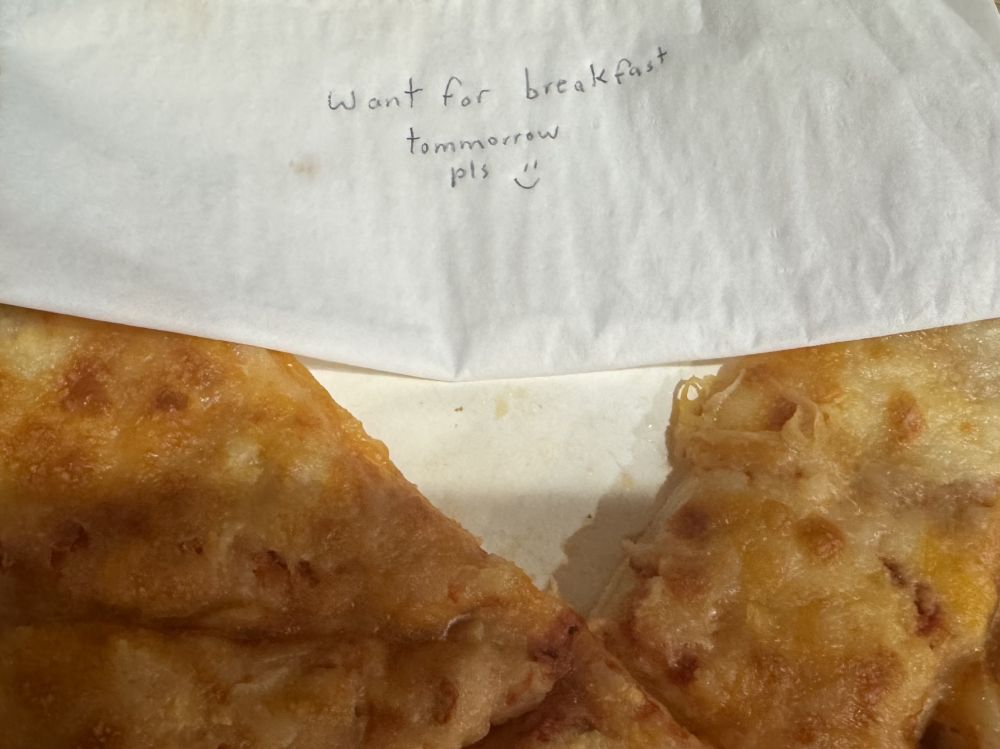 Want for breakfast
tommorrow
pls :)